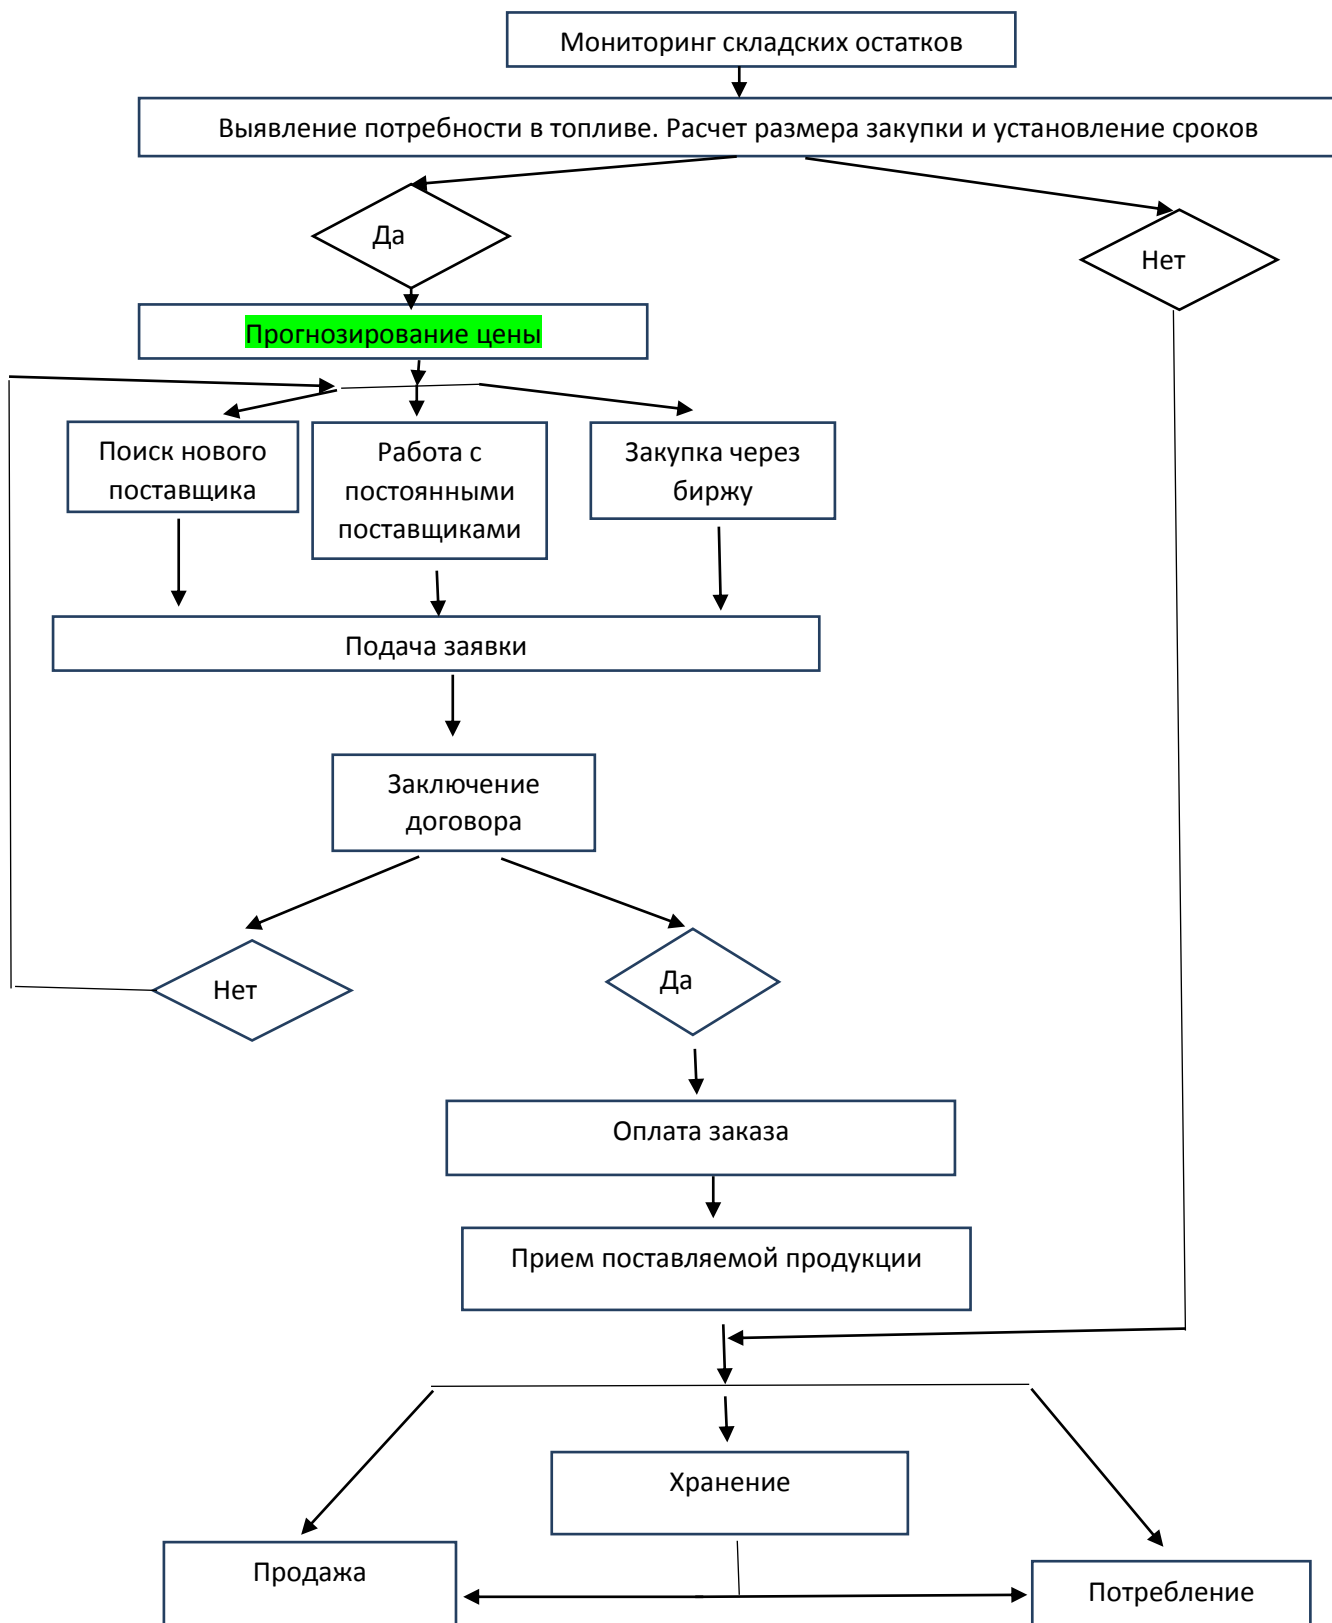 Мониторинг складских остатков
Выявление потребности в топливе. Расчет размера закупки и установление сроков
Да
Нет
Прогнозирование цены
Поиск нового
поставщика
Работа с
постоянными
поставщиками
Закупка через
биржу
Подача заявки
Заключение
договора
Нет
Да
Оплата заказа
Прием поставляемой продукции
Хранение
Продажа
Потребление